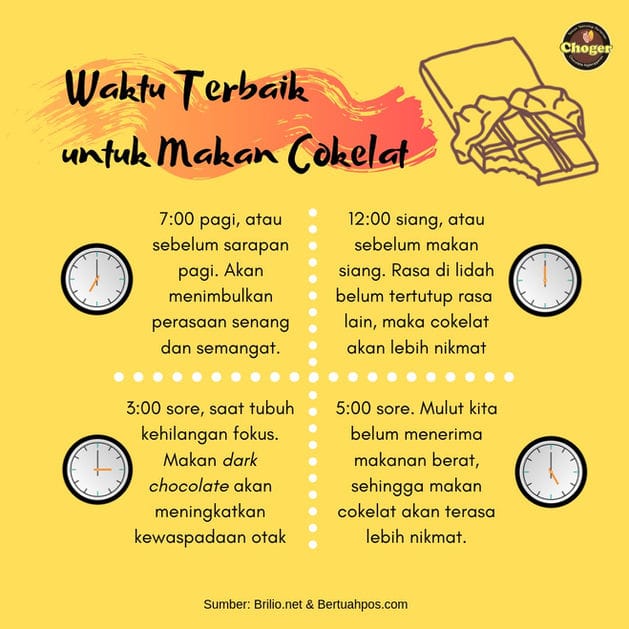 Choger
Waktu Terbaik
untuk Makan Cokelat
7:00 pagi, atau
sebelum sarapan
pagi. Akan
menimbulkan
perasaan senang
dan semangat.
12:00 siang, atau
sebelum makan
siang. Rasa di lidah
belum tertutup rasa
lain, maka cokelat
akan lebih nikmat
3:00 sore, saat tubuh
kehilangan fokus.
Makan dark
chocolate akan
meningkatkan
kewaspadaan otak
5:00 sore. Mulut kita
belum menerima
makanan berat,
sehingga makan
cokelat akan terasa
lebih nikmat.
Sumber: Brilio.net & Bertuahpos.com